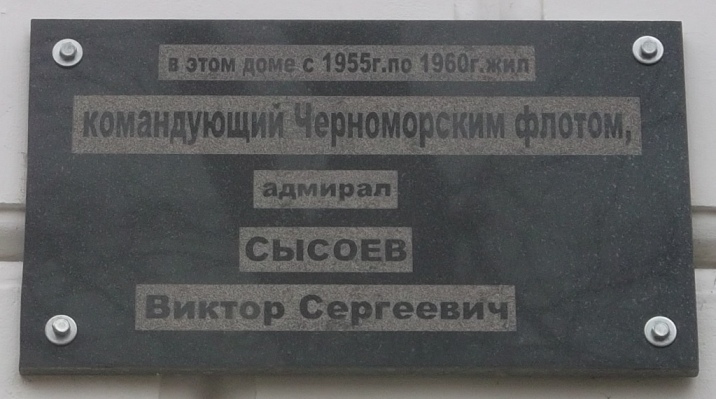 в этом доме с 1955г.по 1960г.жил
командующий Черноморским флотом,
адмирал
СЫСОЕВ
Виктор Сергеевич